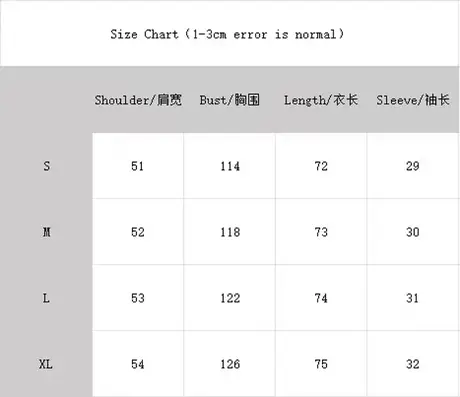 Size Chart（1-3cm error is normal）
Shoulder/肩宽 Bust/胸围 Length/衣长 Sleeve/袖长
S 51 114 72 29
M 52 118 73 30
L 53 122 74 31
XL 54 126 75 32